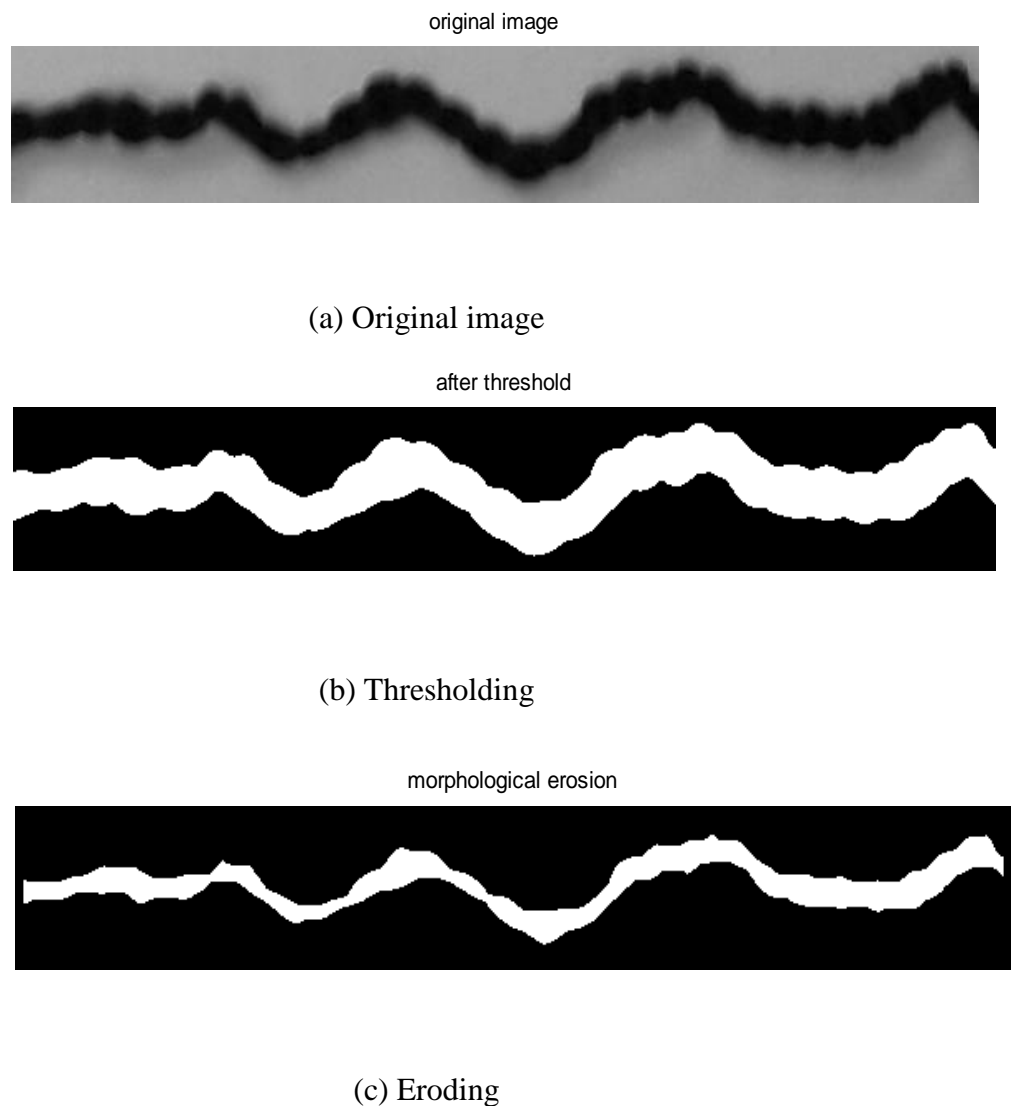 original image
(a) Original image
after threshold
(b) Thresholding
morphological erosion
(c) Eroding